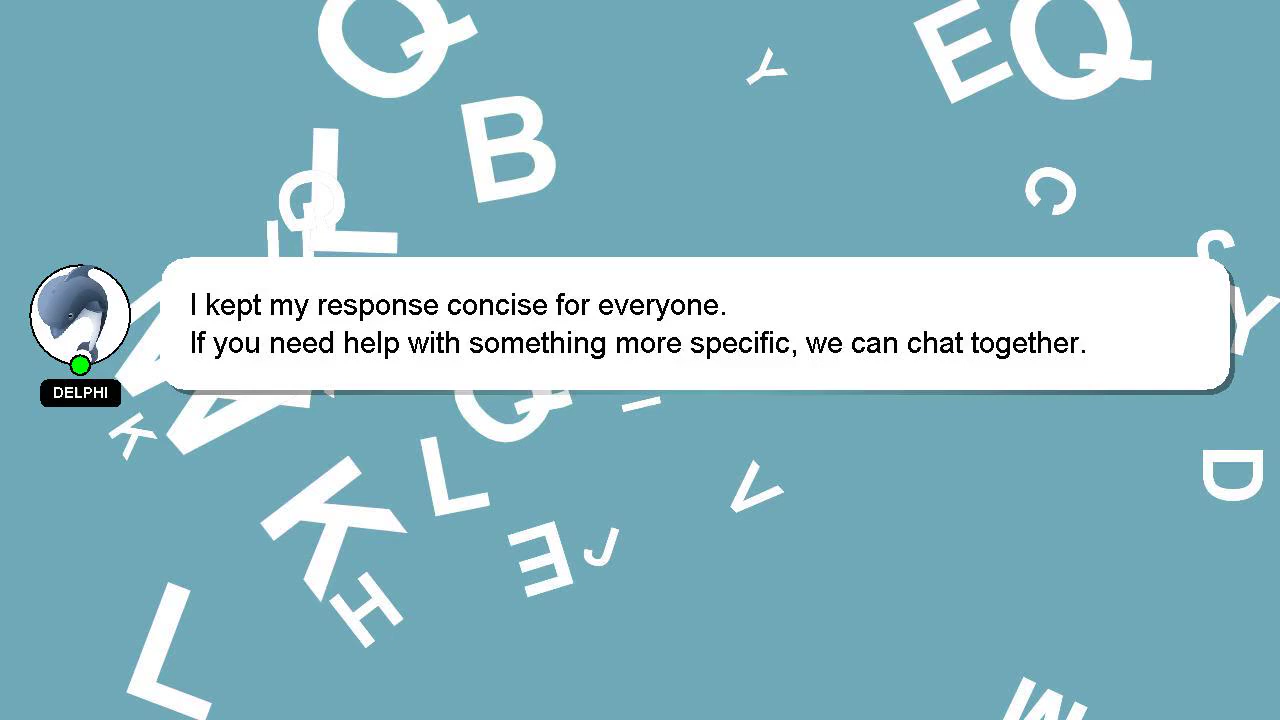 Q
E
Q
Y
B
L
Q
C
S
I kept my response concise for everyone.
If you need help with something more specific, we can chat together.
Y
DELPHI
K
Q
I
L
V
D
K
E
J
H
L
M